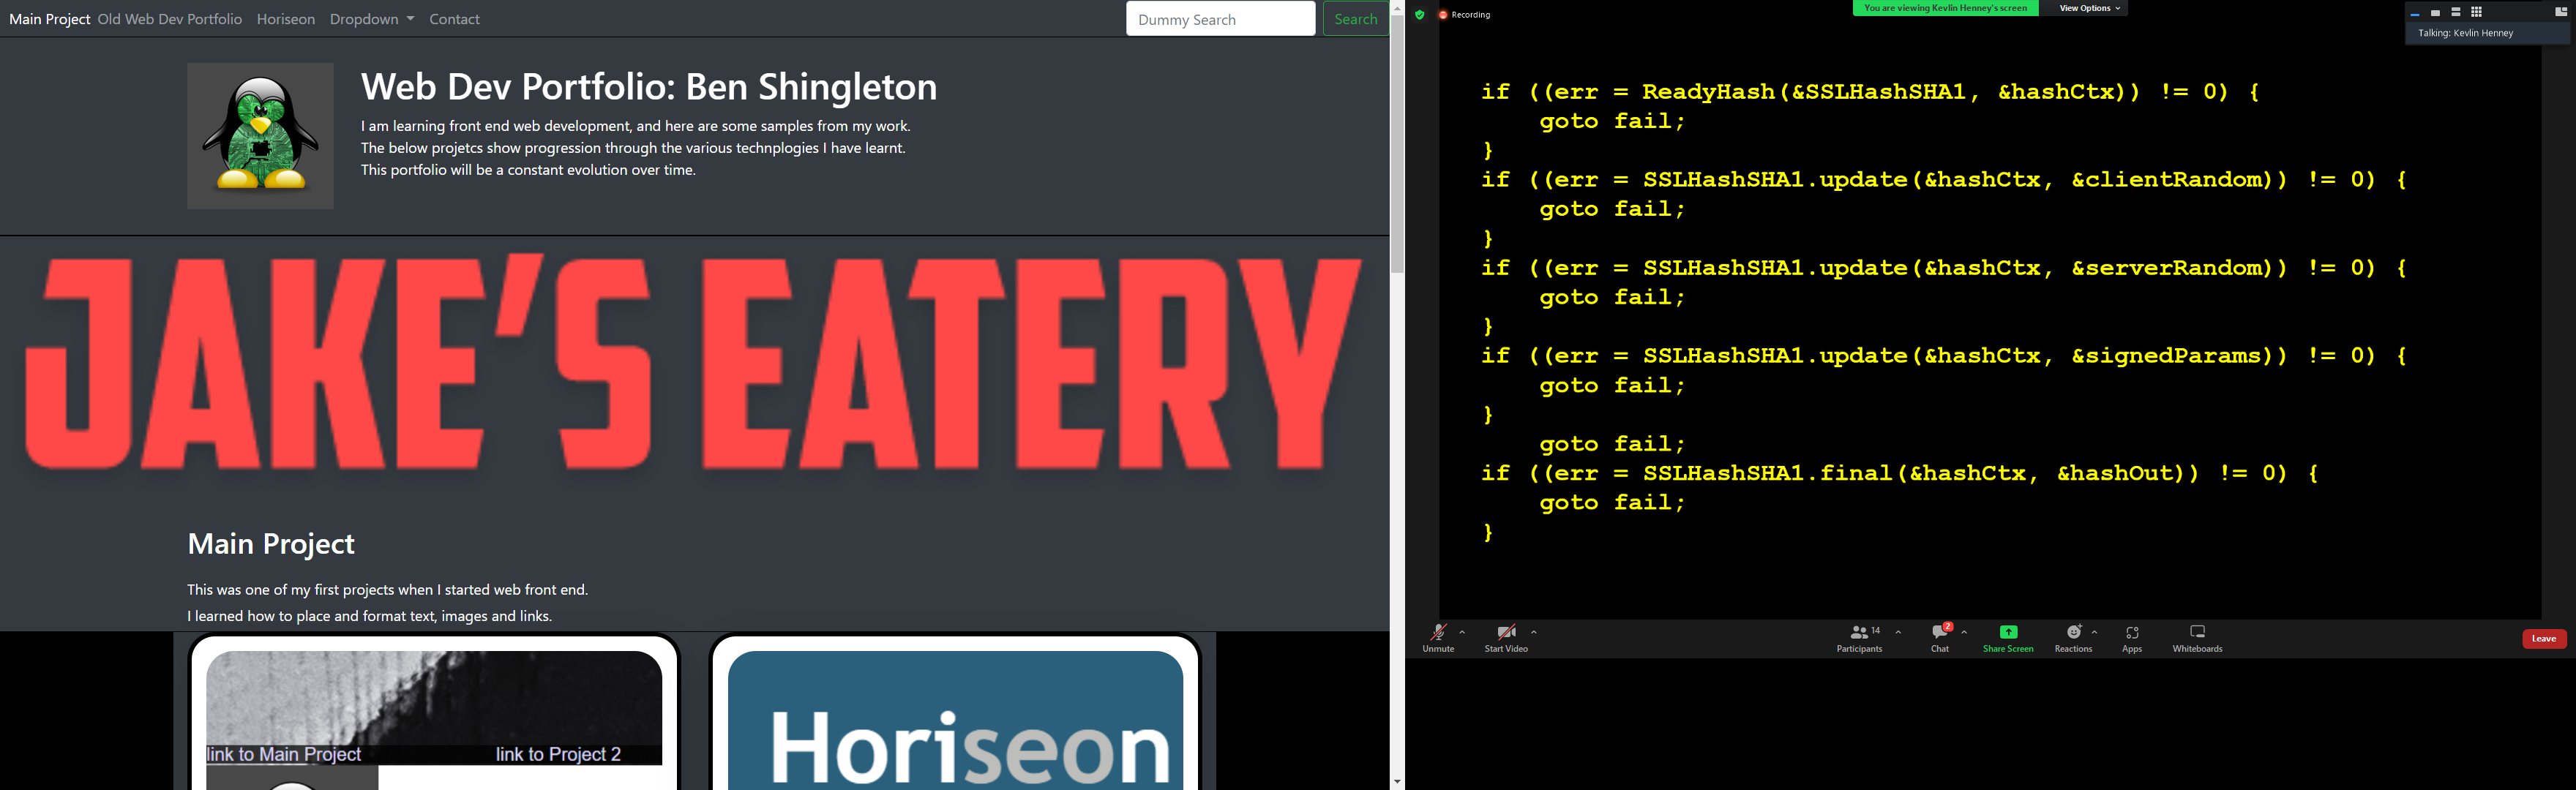 Main Project Old Web Dev Portfolio Horiseon Dropdown Contact
Dummy Search
Search
Web Dev Portfolio: Ben Shingleton
I am learning front end web development, and here are some samples from my work.
The below projetcs show progression through the various technplogies I have learnt.
This portfolio will be a constant evolution over time.
JAKE'S EATERY
Main Project
This was one of my first projects when I started web front end.
I learned how to place and format text, images and links.
link to Main Project link to Project 2
Horiseon
Recording
You are viewing Kevlin Henney's screen View Options
Talking: Kevlin Henney
if ((err = ReadyHash(&SSLHashSHA1, &hashCtx)) != 0) {
goto fail;
}
if ((err = SSLHashSHA1.update(&hashCtx, &clientRandom)) != 0) {
goto fail;
}
if ((err = SSLHashSHA1.update(&hashCtx, &serverRandom)) != 0) {
goto fail;
}
if ((err = SSLHashSHA1.update(&hashCtx, &signedParams)) != 0) {
goto fail;
}
goto fail;
if ((err = SSLHashSHA1.final(&hashCtx, &hashOut)) != 0) {
goto fail;
}
14
2
Unmute Start Video Participants Chat Share Screen Reactions Apps Whiteboards
Leave